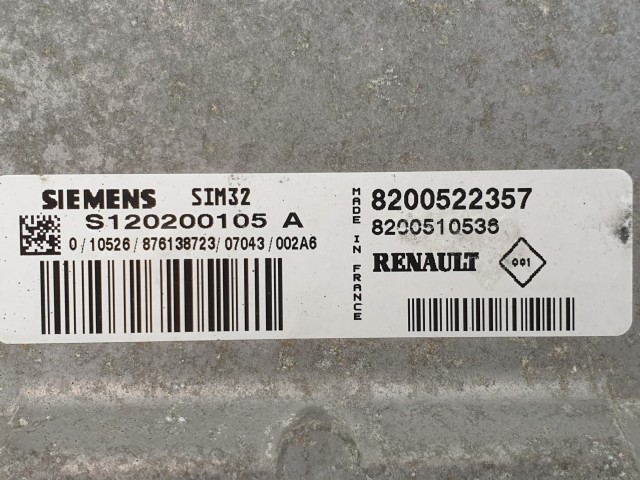 SIEMENS SIM32
S120200105 A
0/10526/876138723/07043/002A6
MADE IN FRANCE
8200522357
8200510536
RENAULT 001